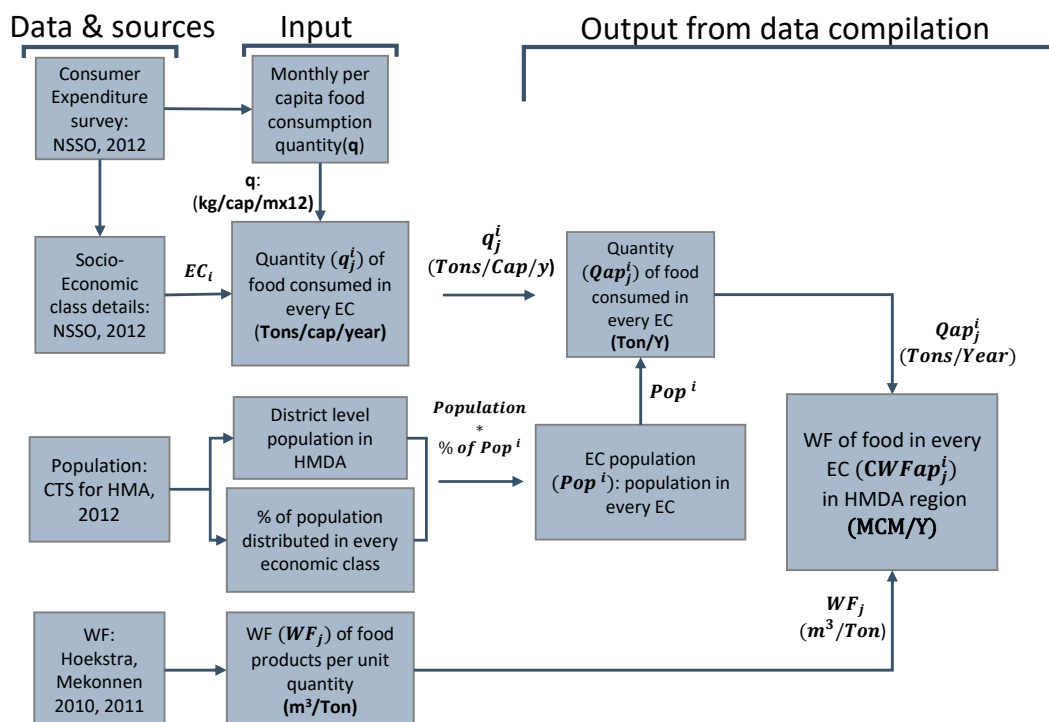 Data & sources
Input
Output from data compilation
Consumer
Expenditure
survey:
NSSO, 2012
Monthly per
capita food
consumption
quantity(q)
q:
(kg/cap/mx12)
Socio-
Economic
class details:
NSSO, 2012
EC_i
Quantity (q_j^i) of
food consumed in
every EC
(Tons/cap/year)
q_j^i
(Tons/Cap/y)
Quantity
(Qap_j^i) of food
consumed in
every EC
(Ton/Y)
Qap_j^i
(Tons/Year)
Pop^i
Population:
CTS for HMA,
2012
District level
population in
HMDA
% of population
distributed in every
economic class
Population
*
% of Pop^i
EC population
(Pop^i): population in
every EC
WF of food in every
EC (CWFap_j^i)
in HMDA region
(MCM/Y)
WF:
Hoekstra,
Mekonnen
2010, 2011
WF (WF_j) of food
products per unit
quantity
(m³/Ton)
WF_j
(m³/Ton)